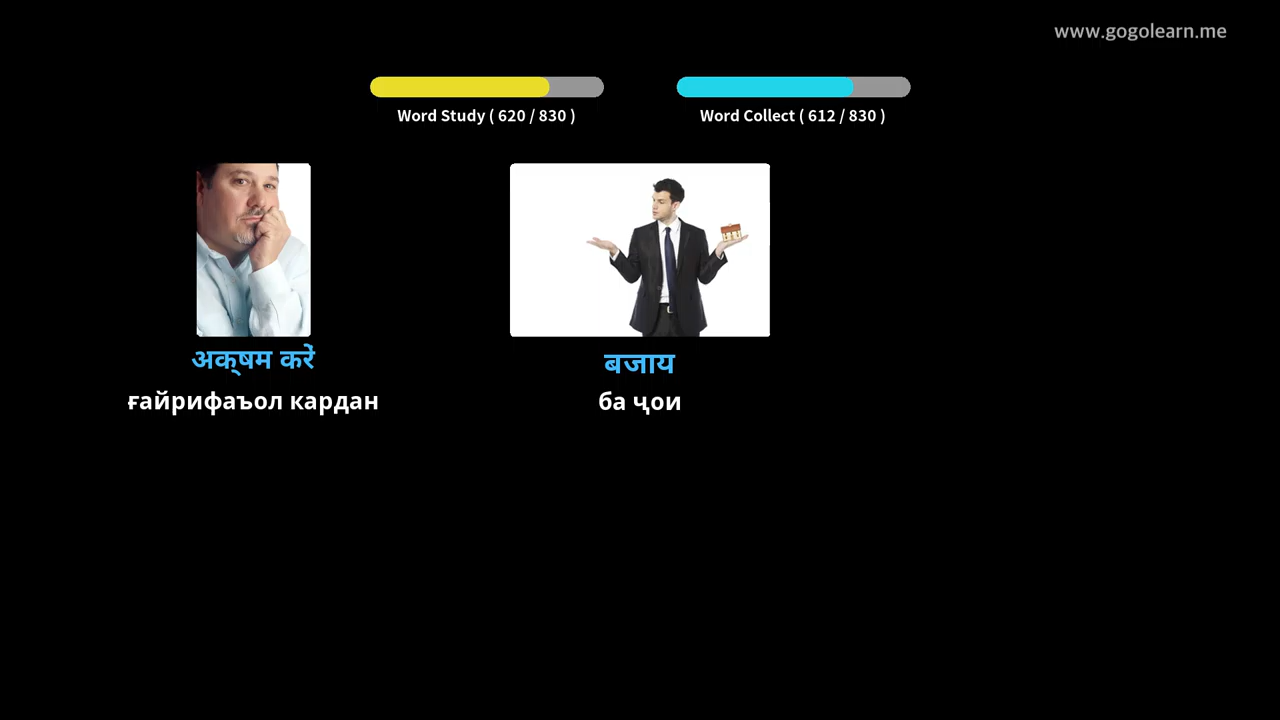 www.gogolearn.me
Word Study ( 620 / 830 )
Word Collect ( 612 / 830 )
अक्षम करें
ғайрифаъол кардан
बजाय
ба ҷои